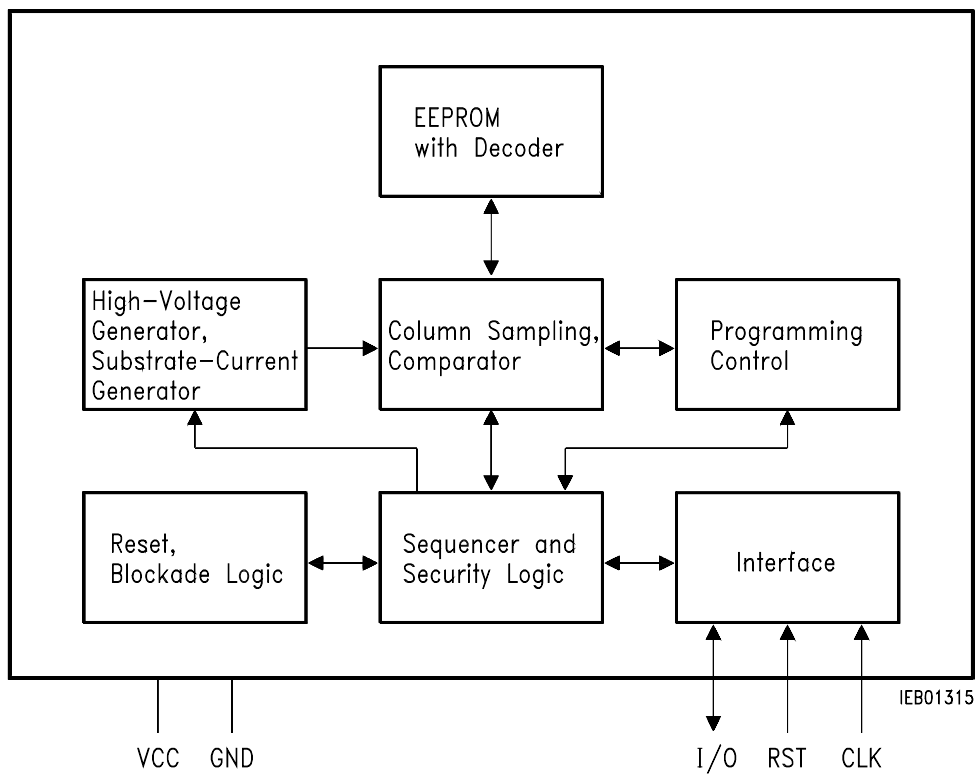 EEPROM
with Decoder
High-Voltage
Generator,
Substrate-Current
Generator
Column Sampling,
Comparator
Programming
Control
Reset,
Blockade Logic
Sequencer and
Security Logic
Interface
IEB01315
VCC GND I/O RST CLK